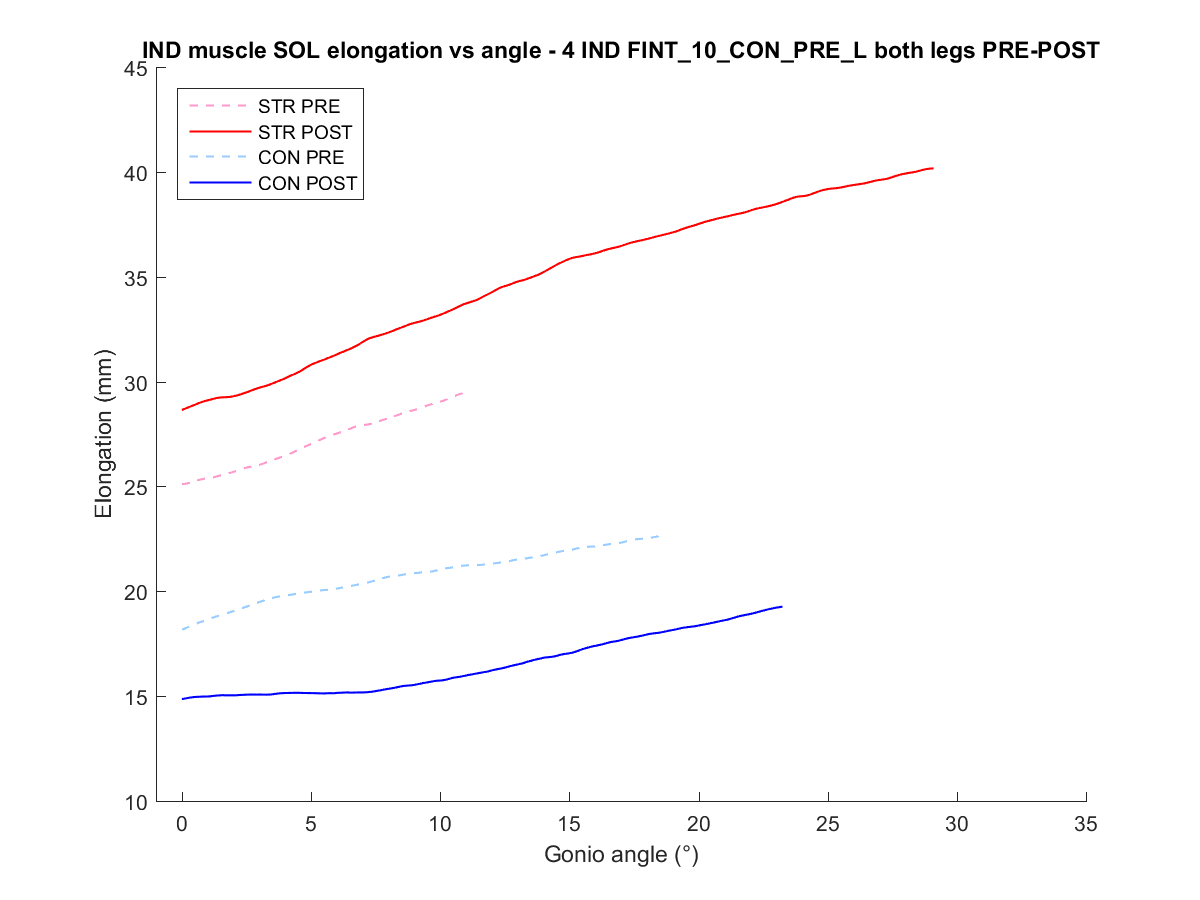 IND muscle SOL elongation vs angle - 4 IND FINT_10_CON_PRE_L both legs PRE-POST
45
40
35
30
25
20
15
10
Elongation (mm)
STR PRE
STR POST
CON PRE
CON POST
0 5 10 15 20 25 30 35
Gonio angle (°)